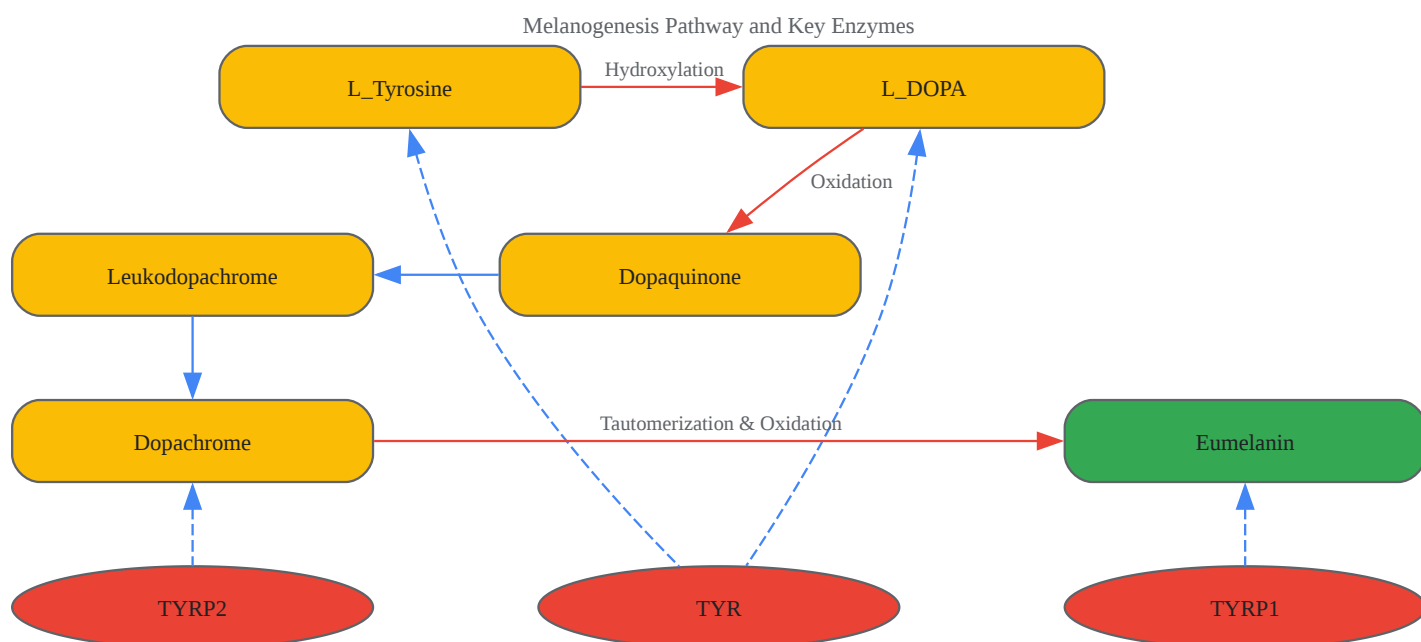 Melanogenesis Pathway and Key Enzymes
L_Tyrosine
Hydroxylation
L_DOPA
Oxidation
Leukodopachrome
Dopaquinone
Dopachrome
Tautomerization & Oxidation
Eumelanin
TYRP2
TYR
TYRP1